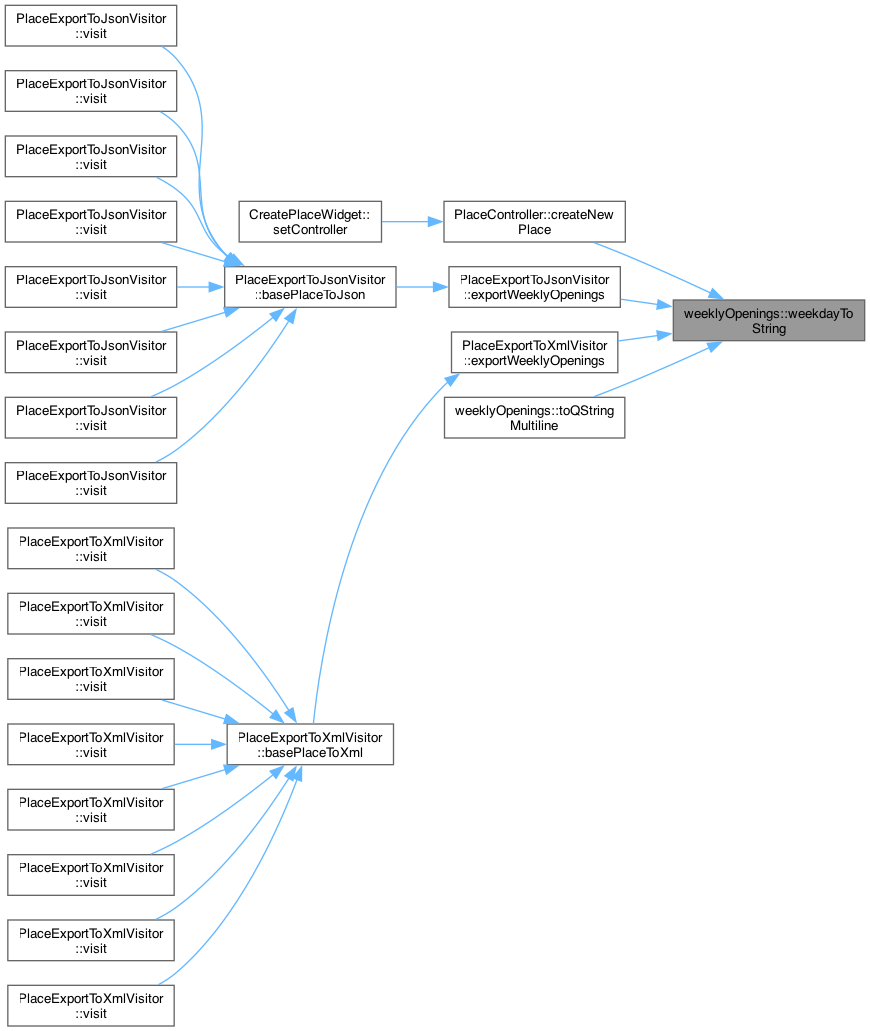 PlaceExportToJsonVisitor
::visit
PlaceExportToJsonVisitor
::visit
PlaceExportToJsonVisitor
::visit
PlaceExportToJsonVisitor
::visit
PlaceExportToJsonVisitor
::visit
PlaceExportToJsonVisitor
::visit
PlaceExportToJsonVisitor
::visit
PlaceExportToJsonVisitor
::visit
PlaceExportToXmlVisitor
::visit
PlaceExportToXmlVisitor
::visit
PlaceExportToXmlVisitor
::visit
PlaceExportToXmlVisitor
::visit
PlaceExportToXmlVisitor
::visit
PlaceExportToXmlVisitor
::visit
PlaceExportToXmlVisitor
::visit
PlaceExportToXmlVisitor
::visit
CreatePlaceWidget::
setController
PlaceExportToJsonVisitor
::basePlaceToJson
PlaceExportToXmlVisitor
::basePlaceToXml
PlaceController::createNew
Place
PlaceExportToJsonVisitor
::exportWeeklyOpenings
PlaceExportToXmlVisitor
::exportWeeklyOpenings
weeklyOpenings::toQString
Multiline
weeklyOpenings::weekdayTo
String